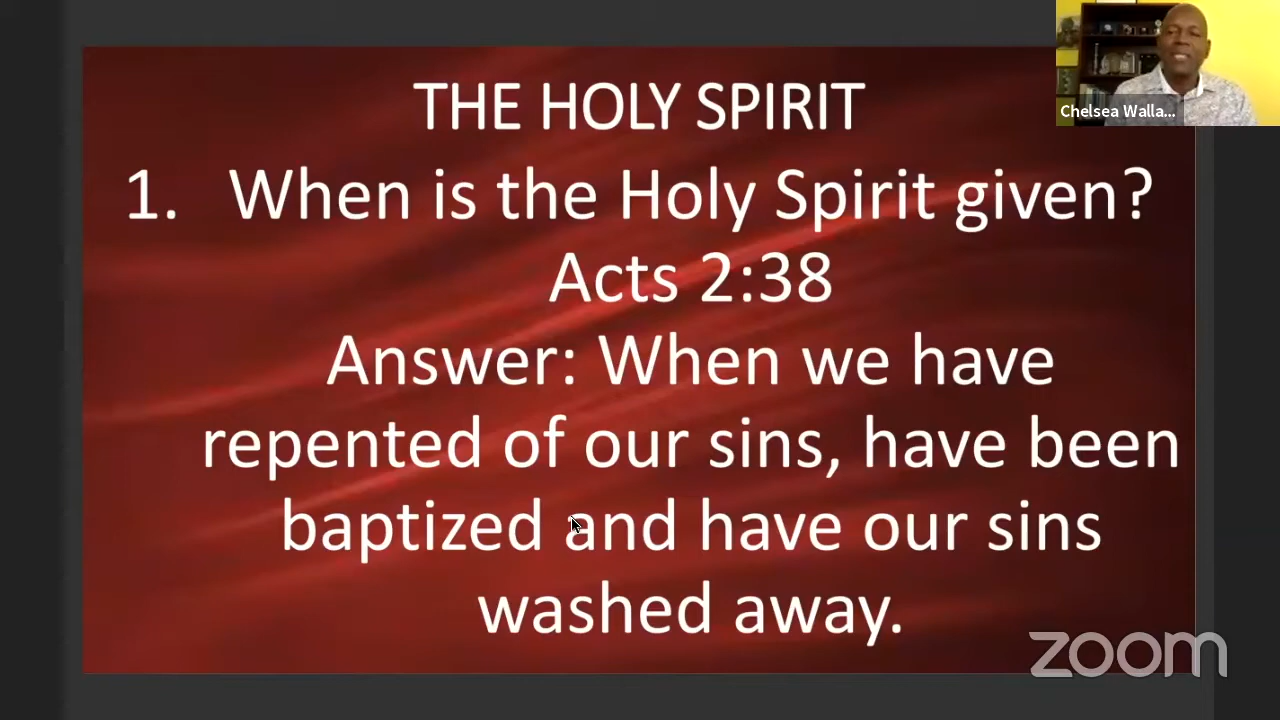 THE HOLY SPIRIT
1. When is the Holy Spirit given?
Acts 2:38
Answer: When we have
repented of our sins, have been
baptized and have our sins
washed away.
Chelsea Walla...
zoom